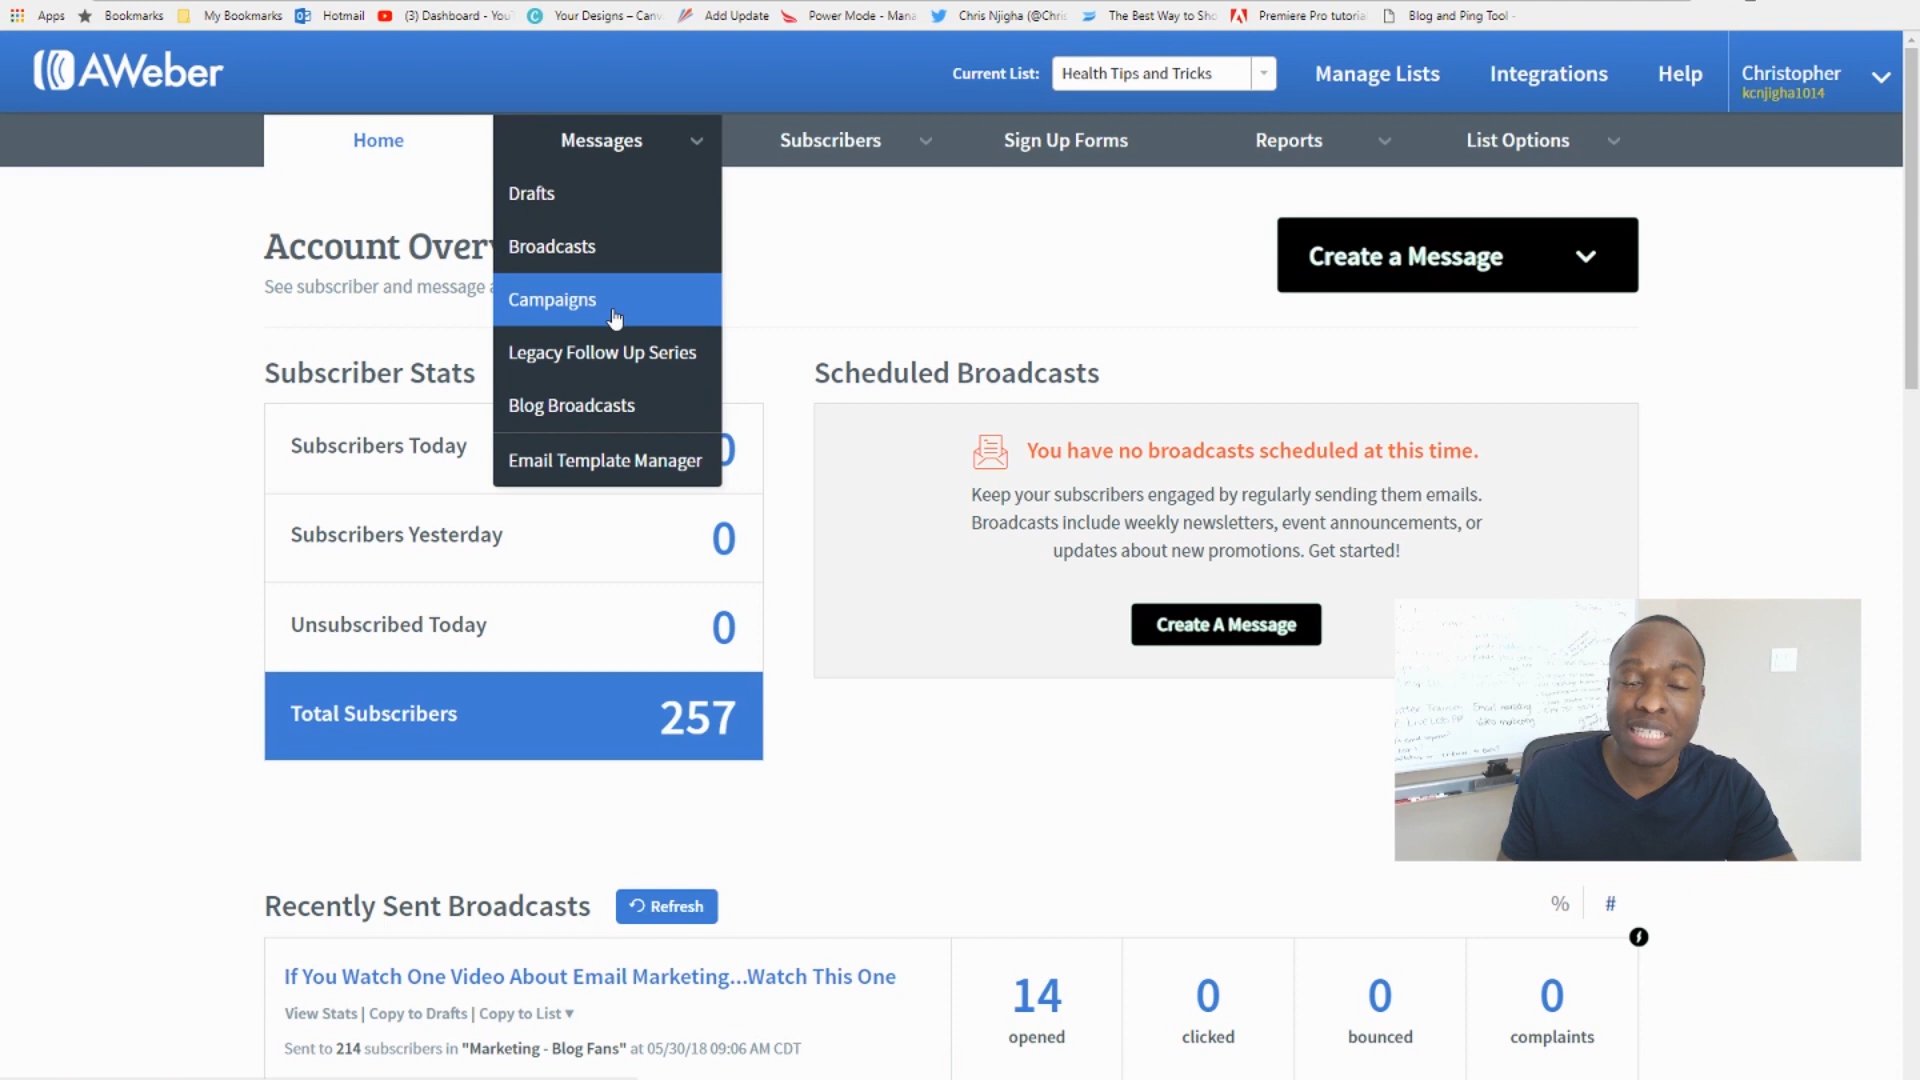 Apps Bookmarks My Bookmarks Hotmail (3) Dashboard - You Your Designs – Canv Add Update Power Mode - Mana Chris Njigha (@Chris The Best Way to Sho Premiere Pro tutoria Blog and Ping Tool -
AWeber
Current List: Health Tips and Tricks Manage Lists Integrations Help Christopher
kcnjigha1014
Home Messages Subscribers Sign Up Forms Reports List Options
Drafts
Broadcasts
Campaigns
Legacy Follow Up Series
Blog Broadcasts
Email Template Manager
Account Over
See subscriber and message a
Create a Message
Subscriber Stats
Subscribers Today 0
Subscribers Yesterday 0
Unsubscribed Today 0
Total Subscribers 257
Scheduled Broadcasts
You have no broadcasts scheduled at this time.
Keep your subscribers engaged by regularly sending them emails.
Broadcasts include weekly newsletters, event announcements, or
updates about new promotions. Get started!
Create A Message
Email marketing
Video marketing
Recently Sent Broadcasts Refresh % #
If You Watch One Video About Email Marketing...Watch This One
View Stats | Copy to Drafts | Copy to List ▾
Sent to 214 subscribers in "Marketing - Blog Fans" at 05/30/18 09:06 AM CDT
14 0 0 0
opened clicked bounced complaints